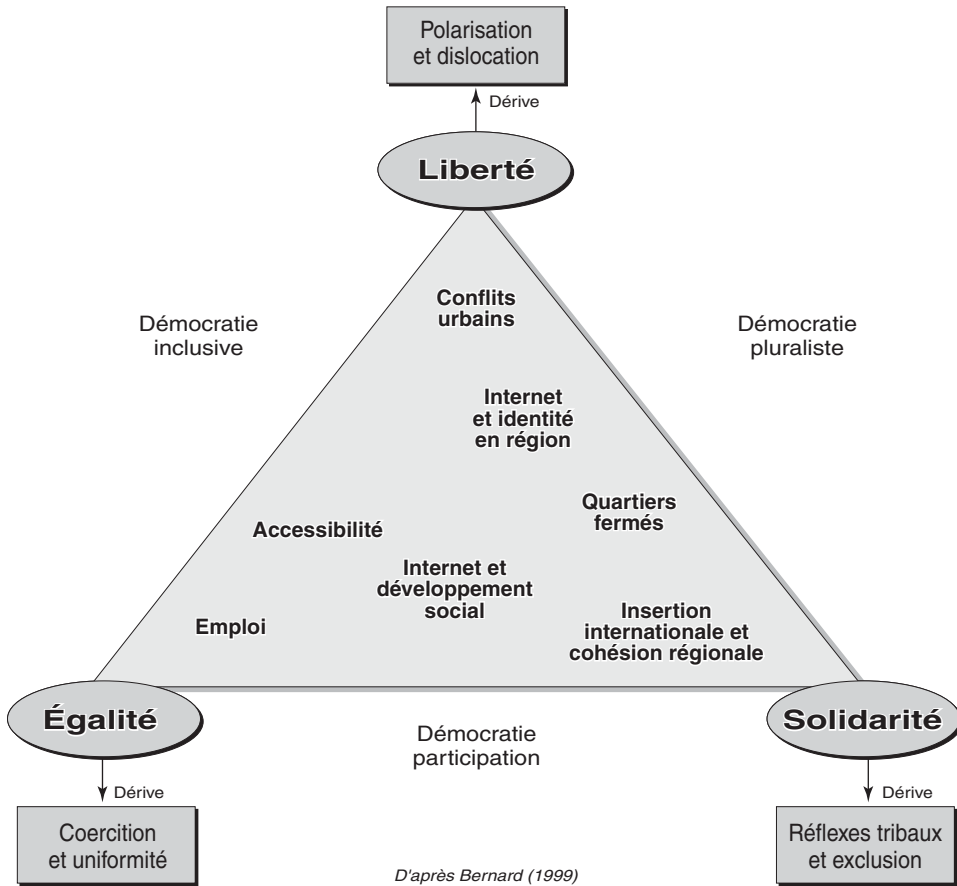 Polarisation
et dislocation
Dérive
Liberté
Conflits
urbains
Démocratie
inclusive
Démocratie
pluraliste
Internet
et identité
en région
Quartiers
fermés
Accessibilité
Internet et
développement
social
Emploi
Insertion
internationale et
cohésion régionale
Égalité
Solidarité
Démocratie
participation
Dérive
Dérive
Coercition
et uniformité
Réflexes tribaux
et exclusion
D'après Bernard (1999)